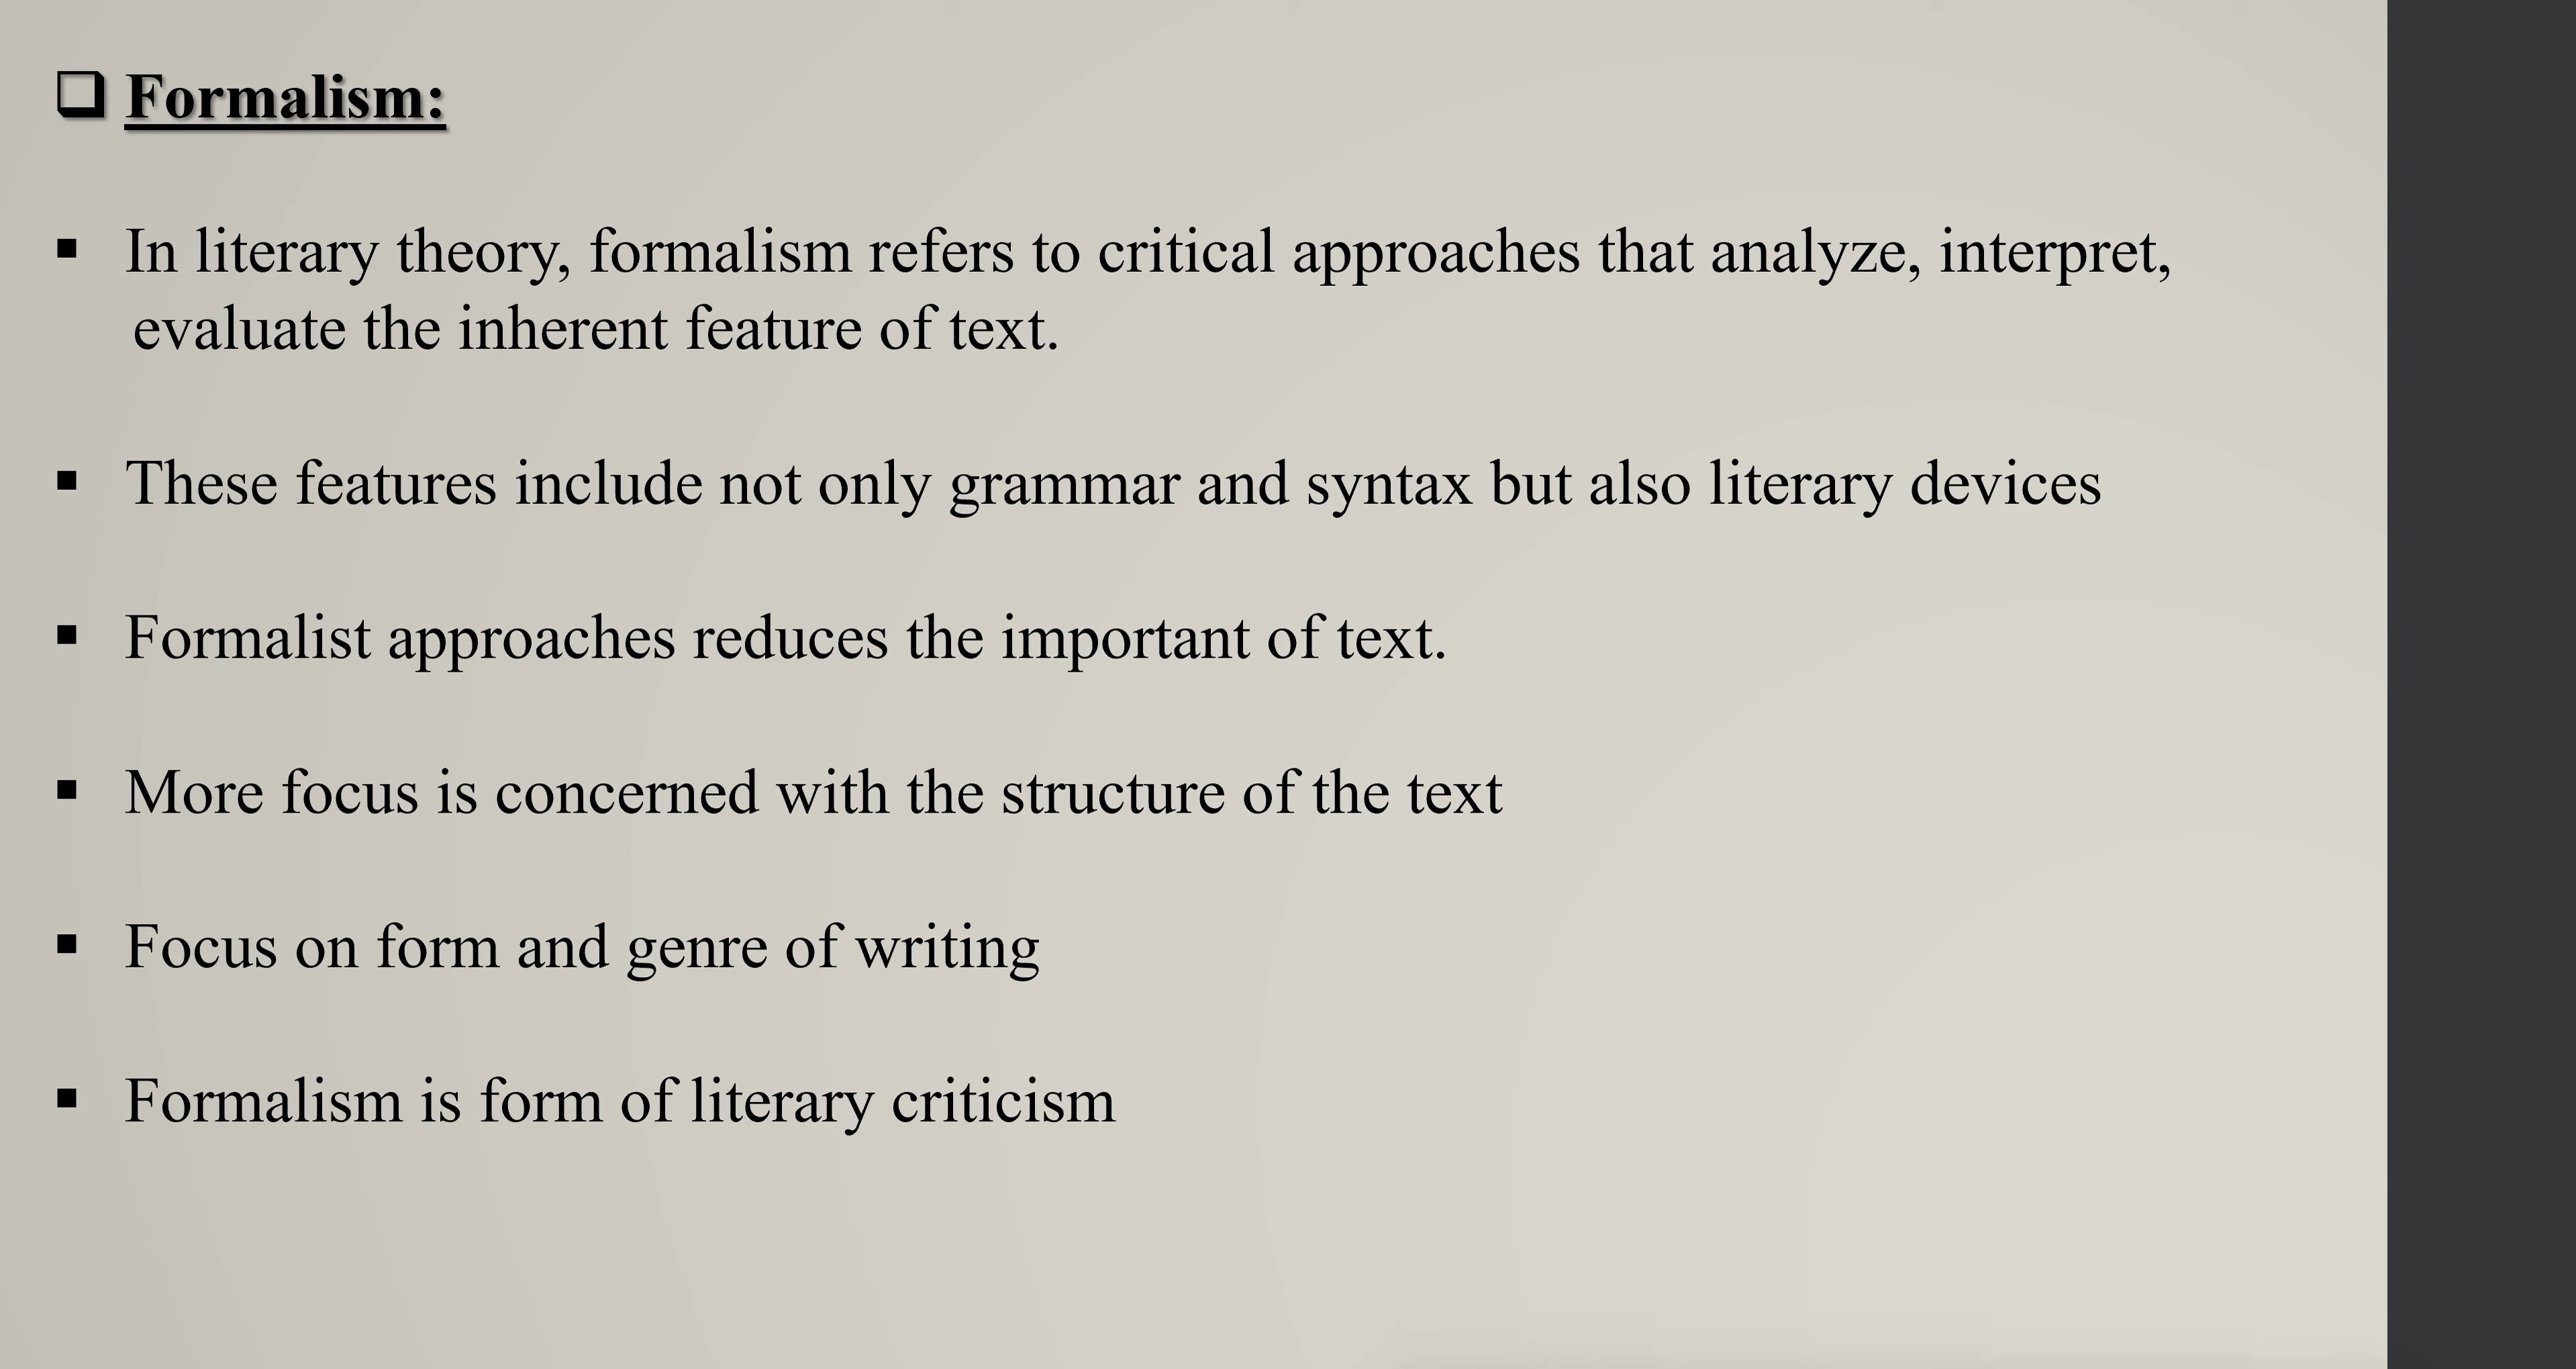 Formalism:
In literary theory, formalism refers to critical approaches that analyze, interpret,
evaluate the inherent feature of text.
These features include not only grammar and syntax but also literary devices
Formalist approaches reduces the important of text.
More focus is concerned with the structure of the text
Focus on form and genre of writing
Formalism is form of literary criticism